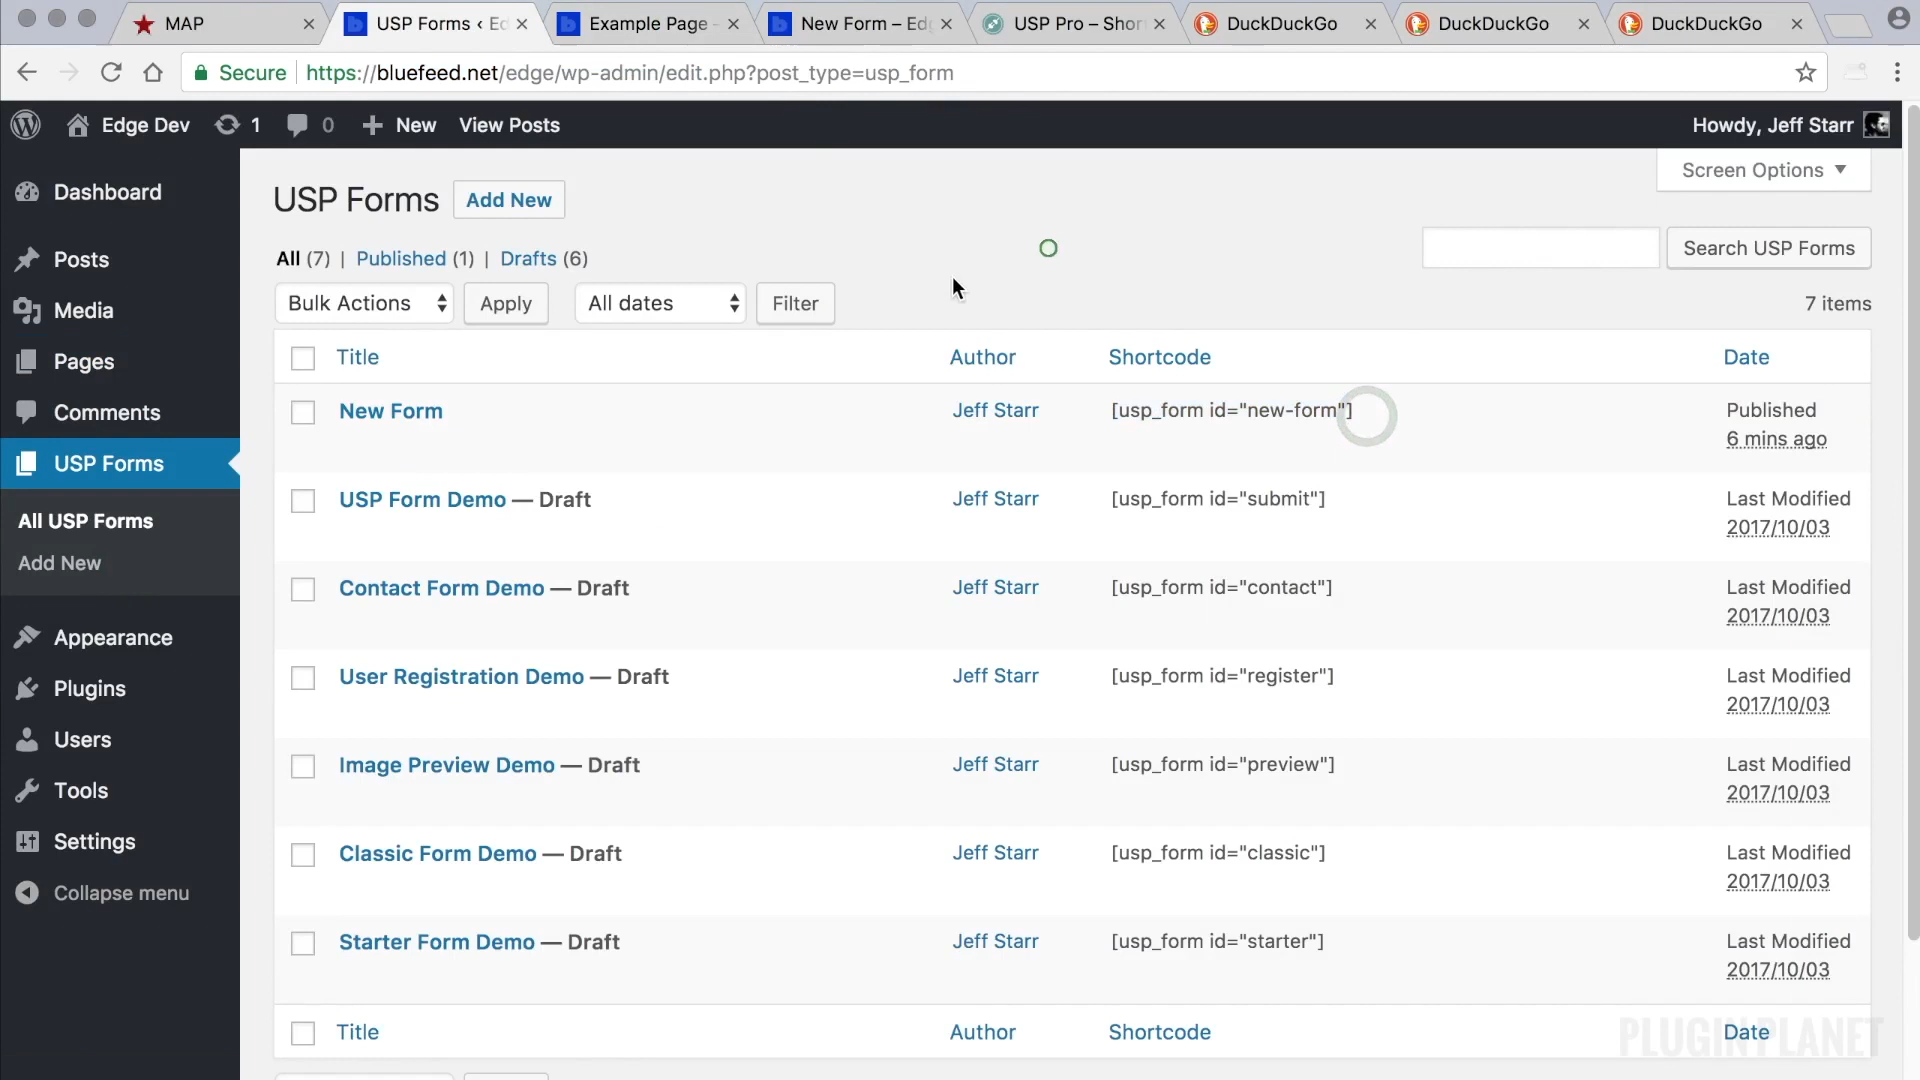 MAP
USP Forms ‹ Ed
Example Page –
New Form – Edg
USP Pro – Shor
DuckDuckGo
DuckDuckGo
DuckDuckGo
Secure
https://bluefeed.net/edge/wp-admin/edit.php?post_type=usp_form
Edge Dev
1
0
New
View Posts
Howdy, Jeff Starr
Dashboard
Posts
Media
Pages
Comments
USP Forms
All USP Forms
Add New
Appearance
Plugins
Users
Tools
Settings
Collapse menu
Screen Options
USP Forms
Add New
All (7) | Published (1) | Drafts (6)
Search USP Forms
Bulk Actions
Apply
All dates
Filter
7 items
Title Author Shortcode Date
New Form Jeff Starr [usp_form id="new-form"] Published
6 mins ago
USP Form Demo — Draft Jeff Starr [usp_form id="submit"] Last Modified
2017/10/03
Contact Form Demo — Draft Jeff Starr [usp_form id="contact"] Last Modified
2017/10/03
User Registration Demo — Draft Jeff Starr [usp_form id="register"] Last Modified
2017/10/03
Image Preview Demo — Draft Jeff Starr [usp_form id="preview"] Last Modified
2017/10/03
Classic Form Demo — Draft Jeff Starr [usp_form id="classic"] Last Modified
2017/10/03
Starter Form Demo — Draft Jeff Starr [usp_form id="starter"] Last Modified
2017/10/03
Title Author Shortcode Date
PLUGIN PLANET